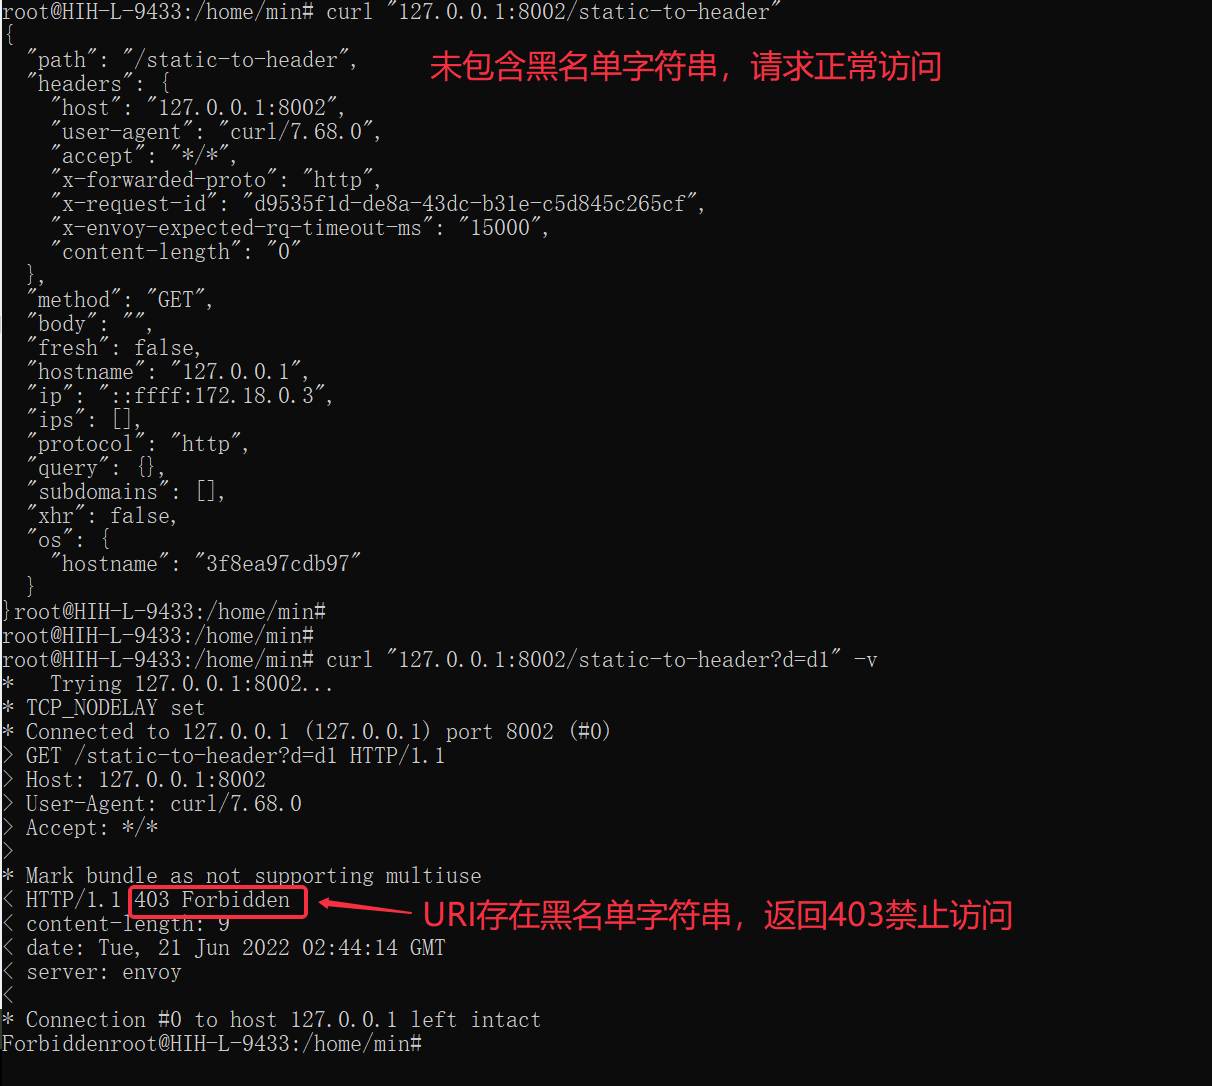 root@HIH-L-9433:/home/min# curl "127.0.0.1:8002/static-to-header"
{
  "path": "/static-to-header",
未包含黑名单字符串，请求正常访问
  "headers": {
    "host": "127.0.0.1:8002",
    "user-agent": "curl/7.68.0",
    "accept": "*/*",
    "x-forwarded-proto": "http",
    "x-request-id": "d9535f1d-de8a-43dc-b31e-c5d845c265cf",
    "x-envoy-expected-rq-timeout-ms": "15000",
    "content-length": "0"
  },
  "method": "GET",
  "body": "",
  "fresh": false,
  "hostname": "127.0.0.1",
  "ip": "::ffff:172.18.0.3",
  "ips": [],
  "protocol": "http",
  "query": {},
  "subdomains": [],
  "xhr": false,
  "os": {
    "hostname": "3f8ea97cdb97"
  }
}root@HIH-L-9433:/home/min#
root@HIH-L-9433:/home/min#
root@HIH-L-9433:/home/min# curl "127.0.0.1:8002/static-to-header?d=d1" -v
*   Trying 127.0.0.1:8002...
* TCP_NODELAY set
* Connected to 127.0.0.1 (127.0.0.1) port 8002 (#0)
> GET /static-to-header?d=d1 HTTP/1.1
> Host: 127.0.0.1:8002
> User-Agent: curl/7.68.0
> Accept: */*
>
* Mark bundle as not supporting multiuse
< HTTP/1.1 403 Forbidden
URI存在黑名单字符串，返回403禁止访问
< content-length: 9
< date: Tue, 21 Jun 2022 02:44:14 GMT
< server: envoy
<
* Connection #0 to host 127.0.0.1 left intact
Forbiddenroot@HIH-L-9433:/home/min#